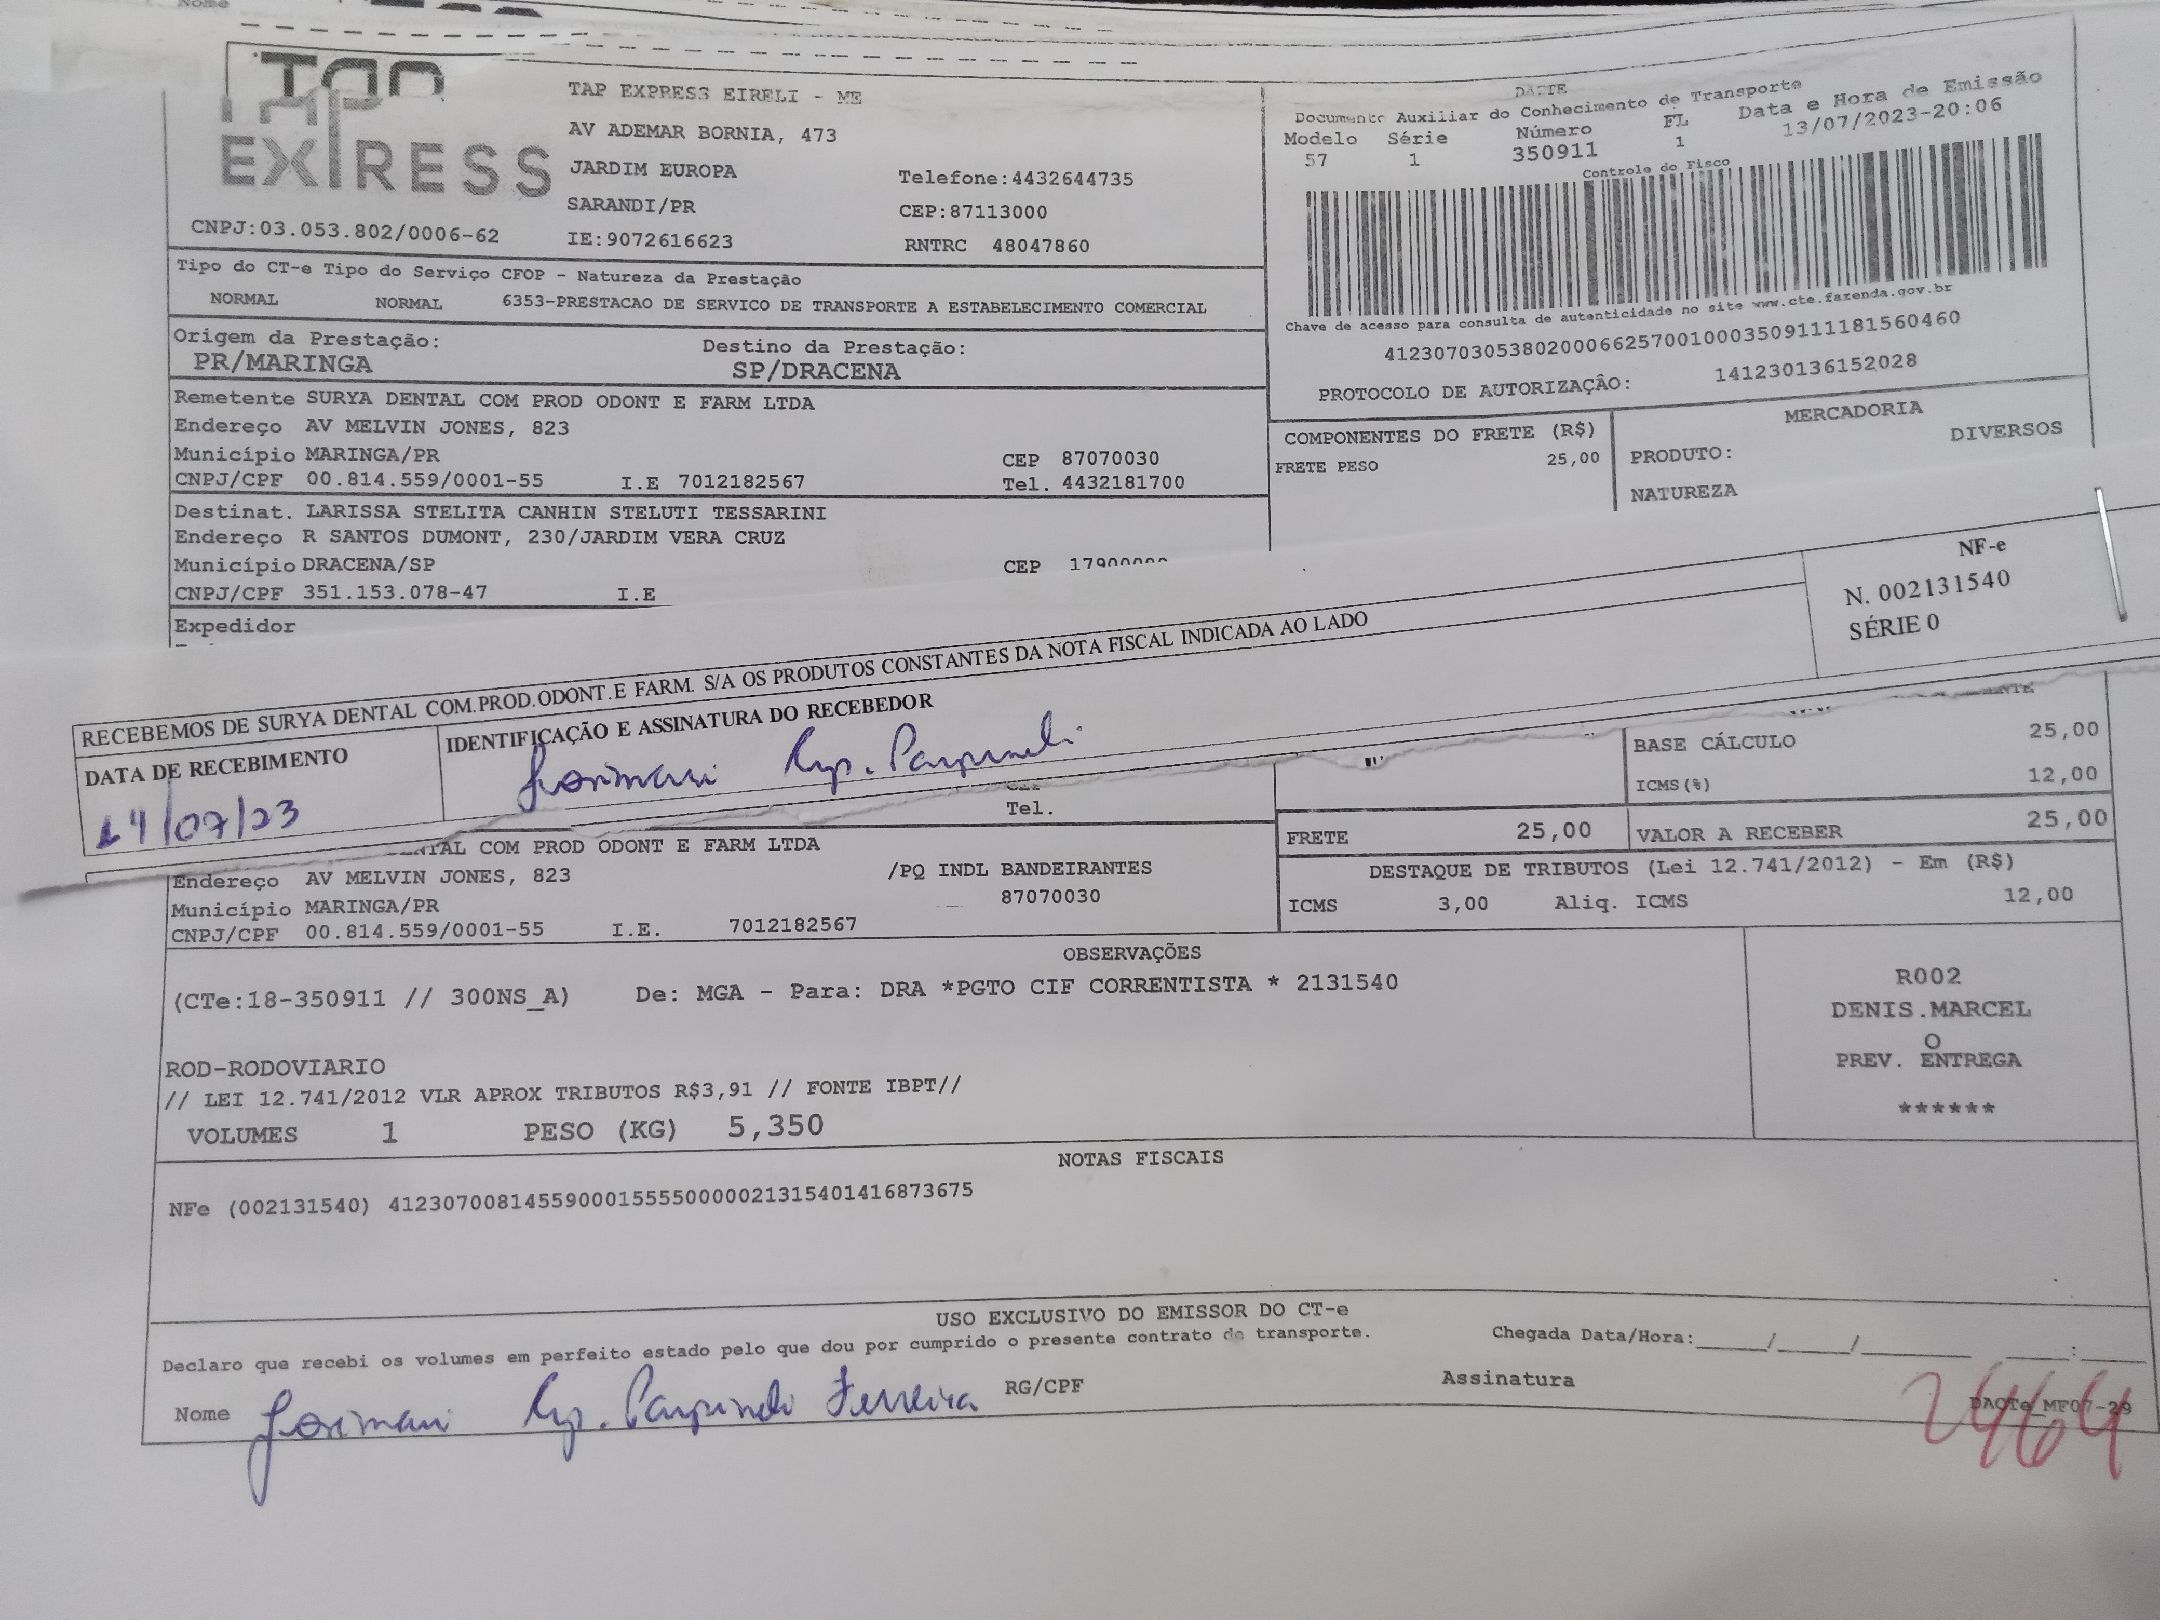 Nome
TAP
EXPRESS
CNPJ:03.053.802/0006-62
TAP EXPRESS EIRELI - ME
AV ADEMAR BORNIA, 473
JARDIM EUROPA
Telefone:4432644735
SARANDI/PR
CEP:87113000
IE:9072616623
RNTRC 48047860
DACTE
Documento Auxiliar do Conhecimento de Transporte
Modelo Série Número FL Data e Hora de Emissão
57 1 350911 1 13/07/2023-20:06
Controle do Fisco
Chave de acesso para consulta de autenticidade no site www.cte.fazenda.gov.br
41230703053802000662570010003509111181560460
PROTOCOLO DE AUTORIZAÇÃO: 141230136152028
Tipo do CT-e Tipo do Serviço CFOP - Natureza da Prestação
NORMAL NORMAL 6353-PRESTACAO DE SERVICO DE TRANSPORTE A ESTABELECIMENTO COMERCIAL
Origem da Prestação: Destino da Prestação:
PR/MARINGA SP/DRACENA
Remetente SURYA DENTAL COM PROD ODONT E FARM LTDA
Endereço AV MELVIN JONES, 823
Município MARINGA/PR CEP 87070030
CNPJ/CPF 00.814.559/0001-55 I.E 7012182567 Tel. 4432181700
COMPONENTES DO FRETE (R$)
FRETE PESO 25,00
MERCADORIA
PRODUTO: DIVERSOS
NATUREZA
Destinat. LARISSA STELITA CANHIN STELUTI TESSARINI
Endereço R SANTOS DUMONT, 230/JARDIM VERA CRUZ
Município DRACENA/SP CEP 17900000
CNPJ/CPF 351.153.078-47 I.E
Expedidor
RECEBEMOS DE SURYA DENTAL COM.PROD.ODONT.E FARM. S/A OS PRODUTOS CONSTANTES DA NOTA FISCAL INDICADA AO LADO
NF-e
N. 002131540
SÉRIE 0
DATA DE RECEBIMENTO
14/07/23
IDENTIFICAÇÃO E ASSINATURA DO RECEBEDOR
Tel.
BASE CÁLCULO 25,00
ICMS(%) 12,00
FRETE 25,00 VALOR A RECEBER 25,00
TAL COM PROD ODONT E FARM LTDA
Endereço AV MELVIN JONES, 823 /PQ INDL BANDEIRANTES
Município MARINGA/PR 87070030
CNPJ/CPF 00.814.559/0001-55 I.E. 7012182567
DESTAQUE DE TRIBUTOS (Lei 12.741/2012) - Em (R$)
ICMS 3,00 Aliq. ICMS 12,00
OBSERVAÇÕES
(CTe:18-350911 // 300NS_A) De: MGA - Para: DRA *PGTO CIF CORRENTISTA * 2131540
R002
DENIS.MARCEL
O
PREV. ENTREGA
******
ROD-RODOVIARIO
// LEI 12.741/2012 VLR APROX TRIBUTOS R$3,91 // FONTE IBPT//
VOLUMES 1 PESO (KG) 5,350
NOTAS FISCAIS
NFe (002131540) 41230700814559000155550000021315401416873675
USO EXCLUSIVO DO EMISSOR DO CT-e
Declaro que recebi os volumes em perfeito estado pelo que dou por cumprido o presente contrato de transporte.
Chegada Data/Hora:_____/_____/________ ____:____
Nome Ferreira RG/CPF Assinatura
DACTe_MF07-29
2464